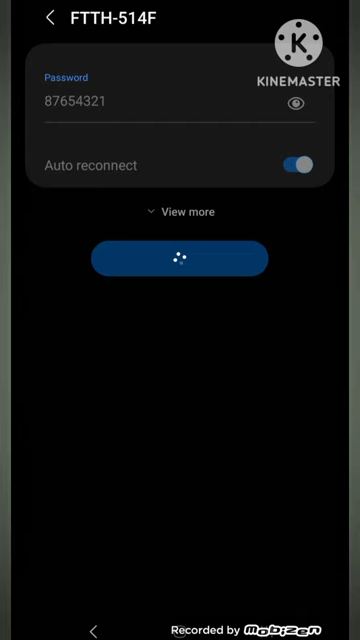 FTTH-514F
K
KINEMASTER
Password
87654321
Auto reconnect
View more
Recorded by mobizen